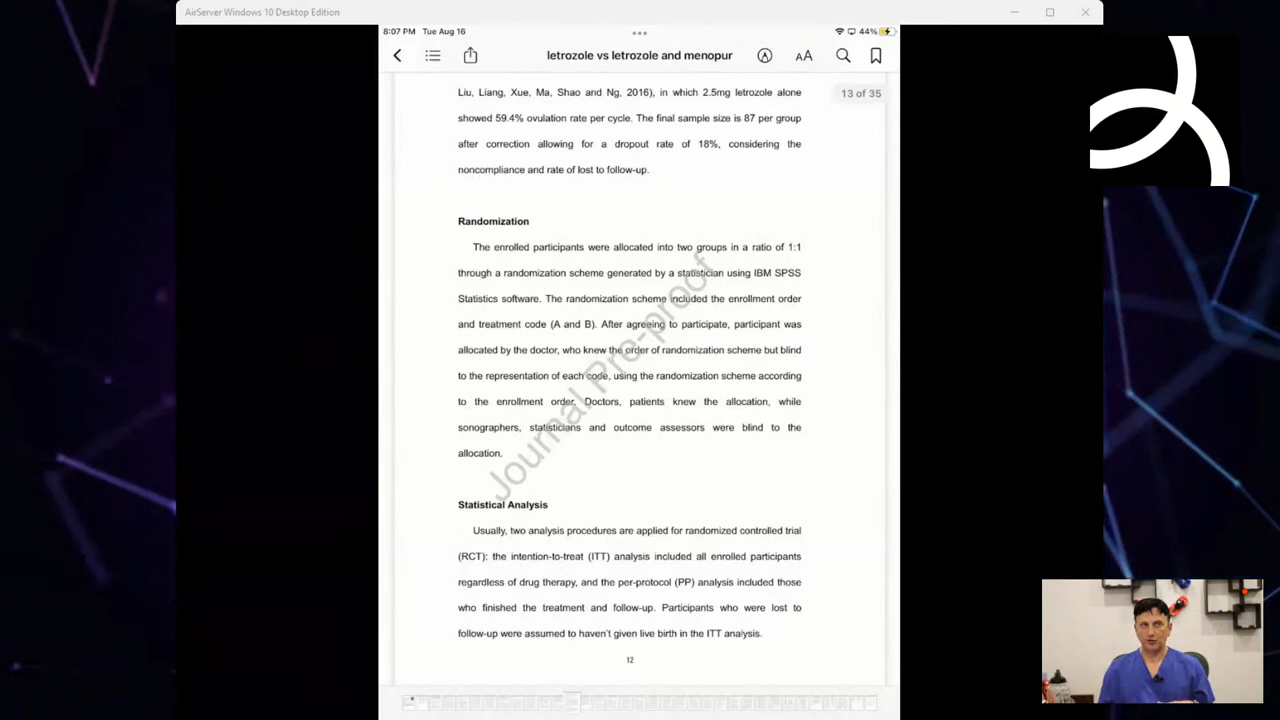 AirServer Windows 10 Desktop Edition
8:07 PM Tue Aug 16
44%
letrozole vs letrozole and menopur
AA
13 of 35
Liu, Liang, Xue, Ma, Shao and Ng, 2016), in which 2.5mg letrozole alone
showed 59.4% ovulation rate per cycle. The final sample size is 87 per group
after correction allowing for a dropout rate of 18%, considering the
noncompliance and rate of lost to follow-up.
Randomization
The enrolled participants were allocated into two groups in a ratio of 1:1
through a randomization scheme generated by a statistician using IBM SPSS
Statistics software. The randomization scheme included the enrollment order
and treatment code (A and B). After agreeing to participate, participant was
allocated by the doctor, who knew the order of randomization scheme but blind
to the representation of each code, using the randomization scheme according
to the enrollment order. Doctors, patients knew the allocation, while
sonographers, statisticians and outcome assessors were blind to the
allocation.
Journal Pre-proof
Statistical Analysis
Usually, two analysis procedures are applied for randomized controlled trial
(RCT): the intention-to-treat (ITT) analysis included all enrolled participants
regardless of drug therapy, and the per-protocol (PP) analysis included those
who finished the treatment and follow-up. Participants who were lost to
follow-up were assumed to haven't given live birth in the ITT analysis.
12